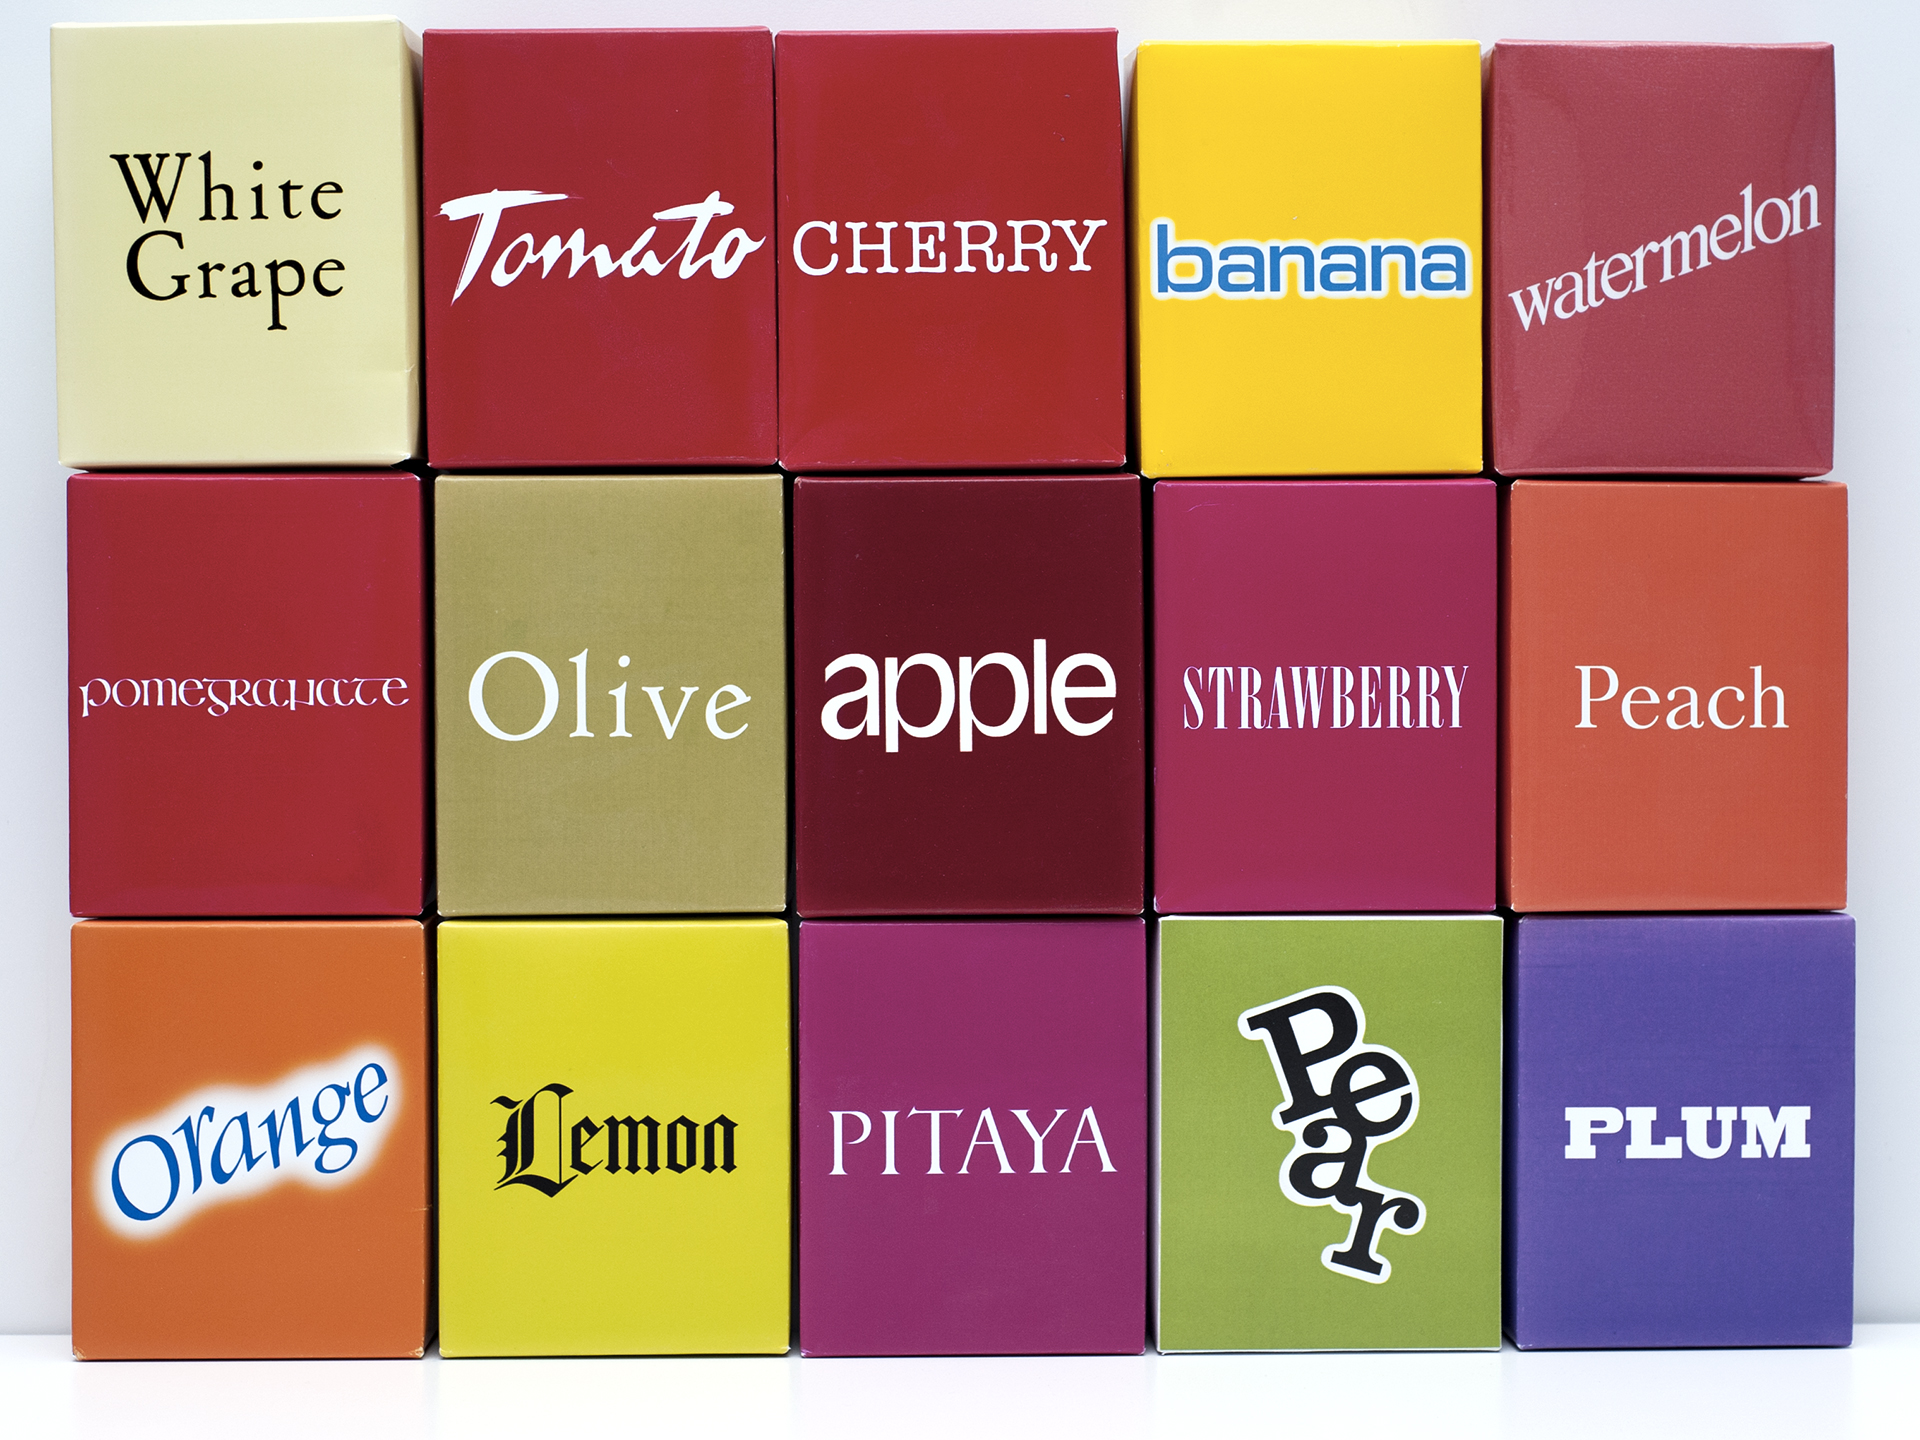 White
Grape
Tomato
CHERRY
banana
watermelon
pomegranate
Olive
apple
STRAWBERRY
Peach
Orange
Lemon
PITAYA
Pear
PLUM